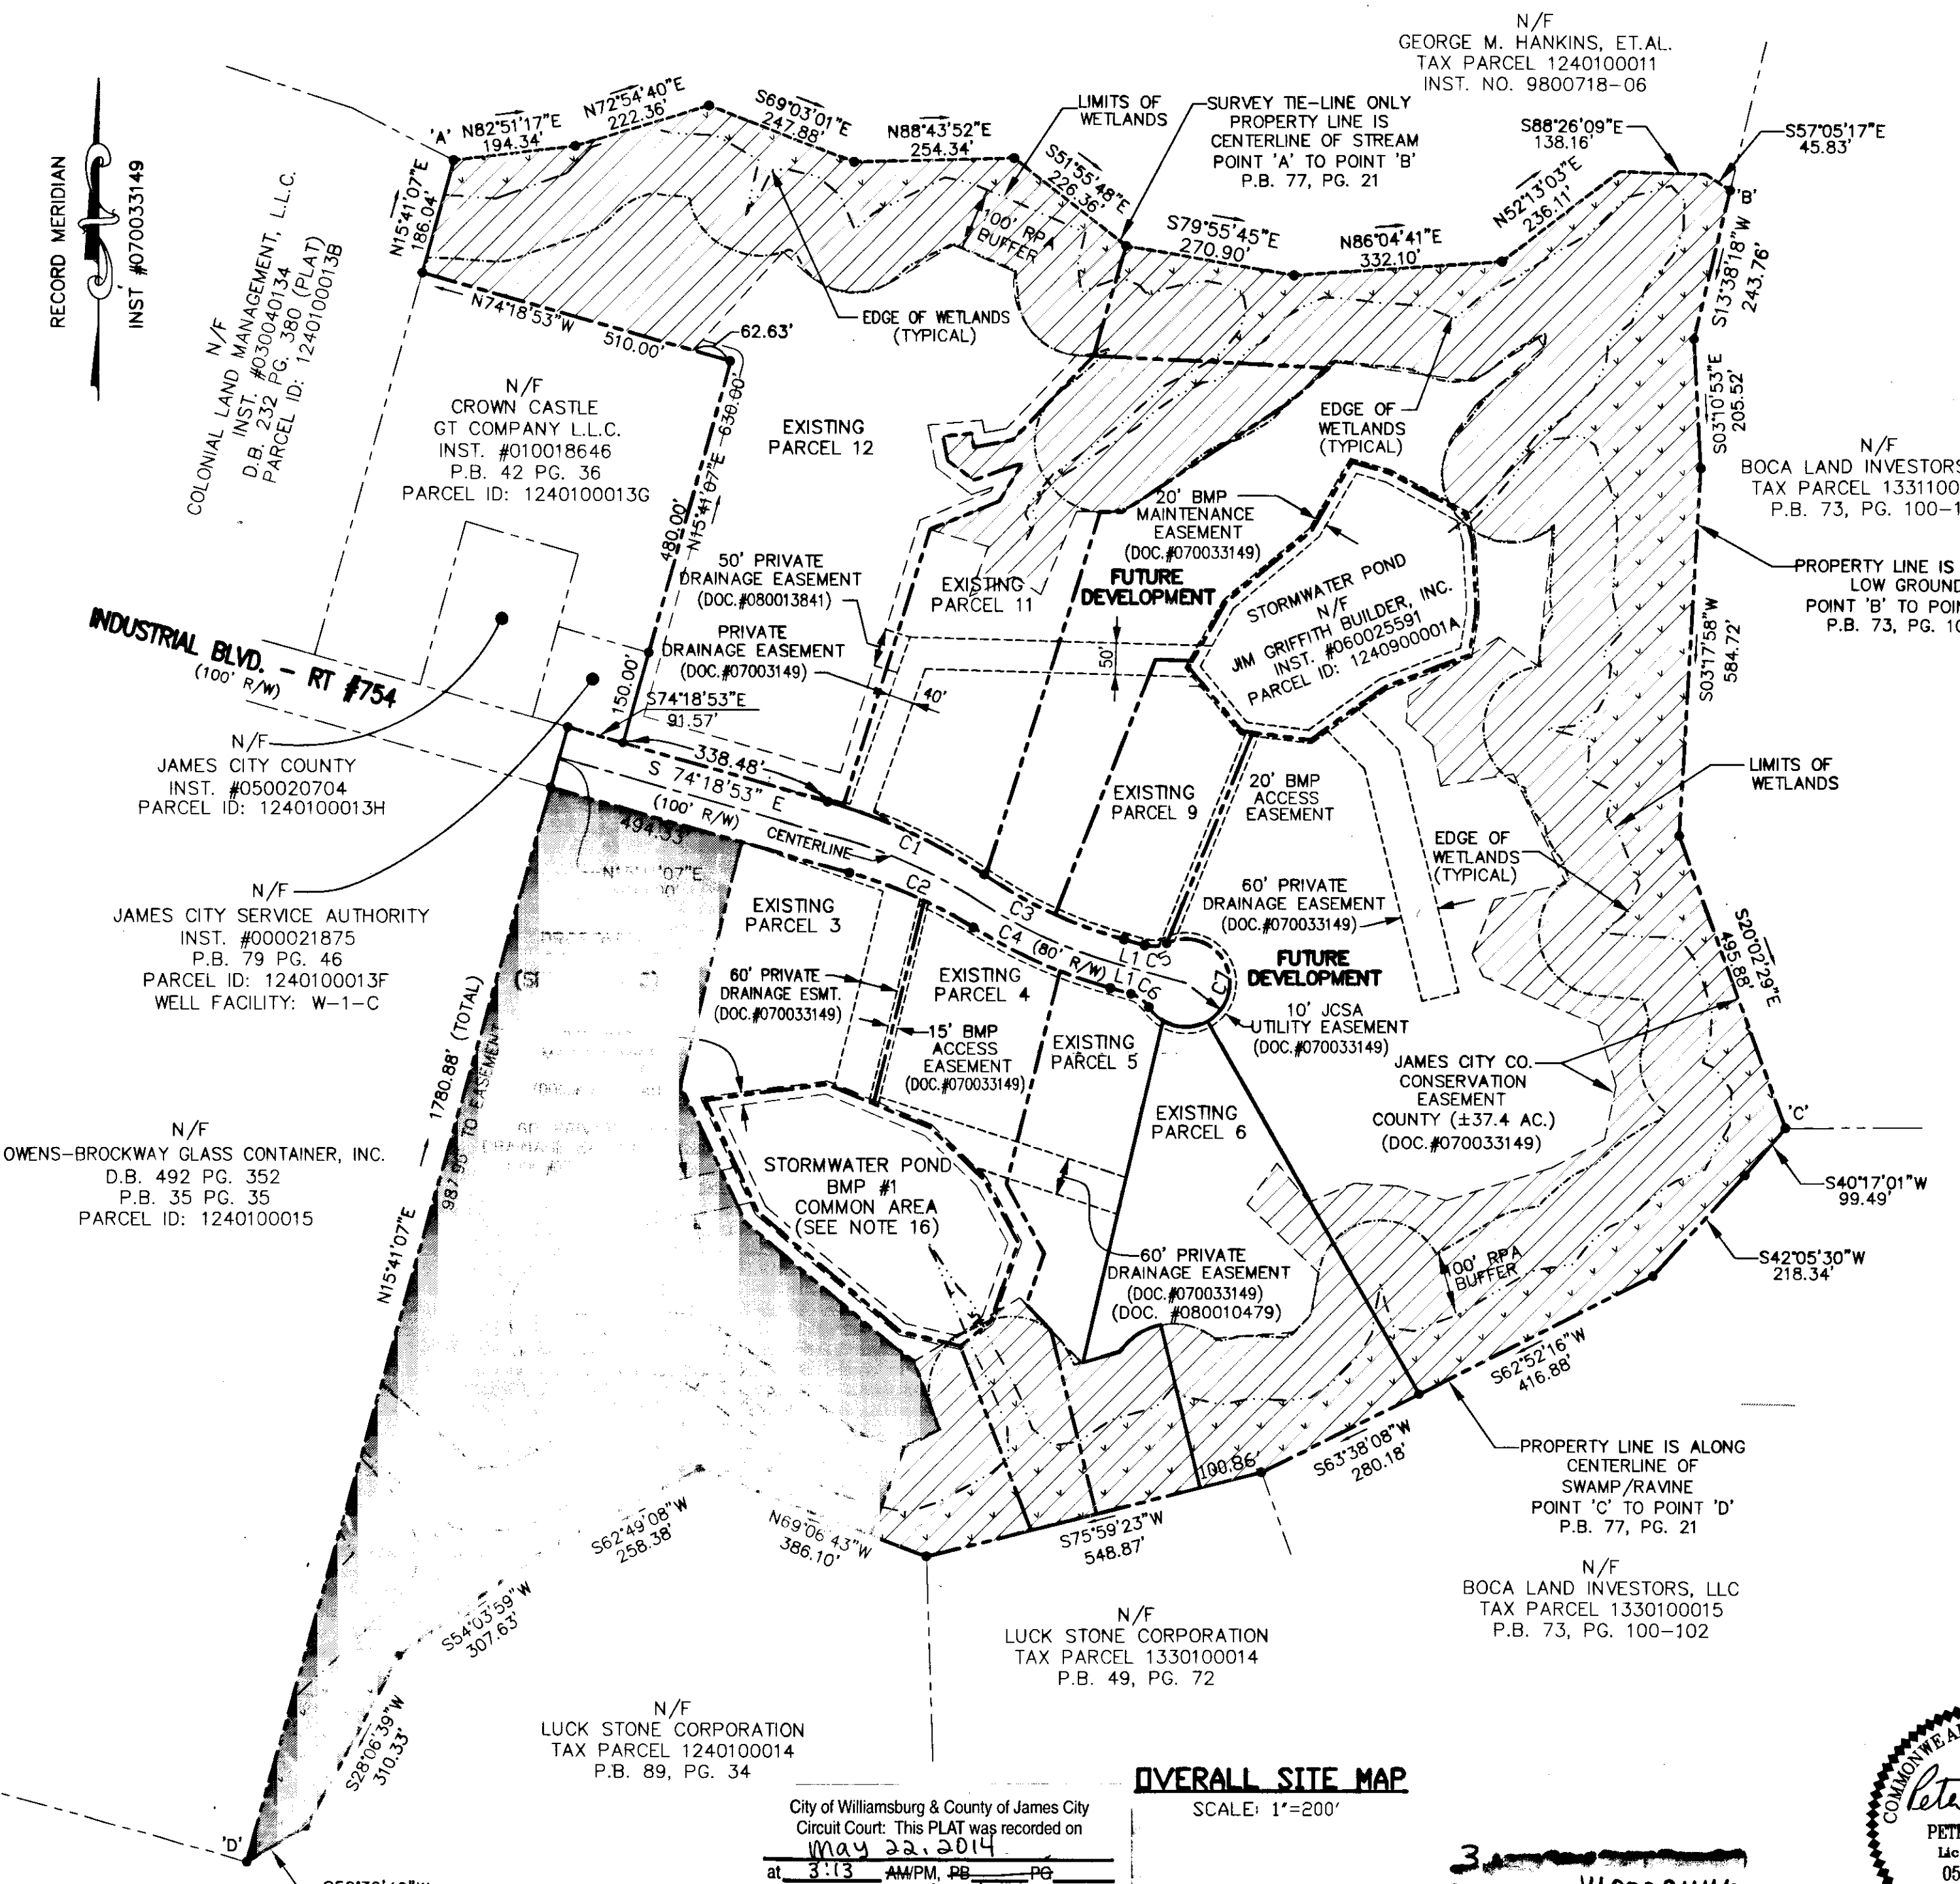 N/F
GEORGE M. HANKINS, ET.AL.
TAX PARCEL 1240100011
INST. NO. 9800718-06
RECORD MERIDIAN
INST #070033149
'A'
N82°51'17"E
194.34'
N72°54'40"E
222.36'
S69°03'01"E
247.88'
N88°43'52"E
254.34'
LIMITS OF
WETLANDS
S51°55'48"E
226.36'
SURVEY TIE-LINE ONLY
PROPERTY LINE IS
CENTERLINE OF STREAM
POINT 'A' TO POINT 'B'
P.B. 77, PG. 21
S79°55'45"E
270.90'
N86°04'41"E
332.10'
N52°13'03"E
236.11'
S88°26'09"E
138.16'
S57°05'17"E
45.83'
'B'
S13°38'18"W
243.76'
S03°10'53"E
205.52'
N15°41'07"E
186.04'
100' RPA
BUFFER
EDGE OF WETLANDS
(TYPICAL)
N74°18'53"W
510.00'
62.63'
N/F
COLONIAL LAND MANAGEMENT, L.L.C.
INST. #030040134
D.B. 232 PG. 380 (PLAT)
PARCEL ID: 1240100013B
N/F
CROWN CASTLE
GT COMPANY L.L.C.
INST. #010018646
P.B. 42 PG. 36
PARCEL ID: 1240100013G
EXISTING
PARCEL 12
N15°41'07"E 630.00'
480.00'
150.00'
EDGE OF
WETLANDS
(TYPICAL)
N/F
BOCA LAND INVESTORS
TAX PARCEL 1331100
P.B. 73, PG. 100-1
PROPERTY LINE IS
LOW GROUND
POINT 'B' TO POIN
P.B. 73, PG. 10
S03°17'58"W
584.72'
20' BMP
MAINTENANCE
EASEMENT
(DOC.#070033149)
FUTURE
DEVELOPMENT
STORMWATER POND
N/F
JIM GRIFFITH BUILDER, INC.
INST. #060025591
PARCEL ID: 1240900001A
50' PRIVATE
DRAINAGE EASEMENT
(DOC.#080013841)
PRIVATE
DRAINAGE EASEMENT
(DOC.#07003149)
EXISTING
PARCEL 11
50'
40'
INDUSTRIAL BLVD. - RT #754
(100' R/W)
S74°18'53"E
91.57'
338.48'
S 74°18'53" E
(100' R/W)
CENTERLINE
494.33'
C1
C2
C3
C4
(80' R/W)
L1
C5
L1
C6
C7
N/F
JAMES CITY COUNTY
INST. #050020704
PARCEL ID: 1240100013H
N/F
JAMES CITY SERVICE AUTHORITY
INST. #000021875
P.B. 79 PG. 46
PARCEL ID: 1240100013F
WELL FACILITY: W-1-C
EXISTING
PARCEL 9
20' BMP
ACCESS
EASEMENT
LIMITS OF
WETLANDS
EDGE OF
WETLANDS
(TYPICAL)
60' PRIVATE
DRAINAGE EASEMENT
(DOC.#070033149)
FUTURE
DEVELOPMENT
10' JCSA
UTILITY EASEMENT
(DOC.#070033149)
S20°02'29"E
495.88'
EXISTING
PARCEL 3
60' PRIVATE
DRAINAGE ESMT.
(DOC.#070033149)
EXISTING
PARCEL 4
15' BMP
ACCESS
EASEMENT
(DOC.#070033149)
EXISTING
PARCEL 5
EXISTING
PARCEL 6
JAMES CITY CO.
CONSERVATION
EASEMENT
COUNTY (±37.4 AC.)
(DOC.#070033149)
'C'
S40°17'01"W
99.49'
S42°05'30"W
218.34'
N/F
OWENS-BROCKWAY GLASS CONTAINER, INC.
D.B. 492 PG. 352
P.B. 35 PG. 35
PARCEL ID: 1240100015
N15°41'07"E
1780.88' (TOTAL)
987.95' TO EASEMENT
STORMWATER POND
BMP #1
COMMON AREA
(SEE NOTE 16)
60' PRIVATE
DRAINAGE EASEMENT
(DOC.#070033149)
(DOC. #080010479)
100' RPA
BUFFER
S62°52'16"W
416.88'
S63°38'08"W
280.18'
100.86'
S75°59'23"W
548.87'
N69°06'43"W
386.10'
S62°49'08"W
258.38'
S54°03'59"W
307.63'
S28°06'39"W
310.33'
'D'
PROPERTY LINE IS ALONG
CENTERLINE OF
SWAMP/RAVINE
POINT 'C' TO POINT 'D'
P.B. 77, PG. 21
N/F
BOCA LAND INVESTORS, LLC
TAX PARCEL 1330100015
P.B. 73, PG. 100-102
N/F
LUCK STONE CORPORATION
TAX PARCEL 1330100014
P.B. 49, PG. 72
N/F
LUCK STONE CORPORATION
TAX PARCEL 1240100014
P.B. 89, PG. 34
OVERALL SITE MAP
SCALE: 1"=200'
City of Williamsburg & County of James City
Circuit Court: This PLAT was recorded on
May 22, 2014
at 3:13 AM/PM, PB PG
COMMONWEAL
Pete
PET
Lic
05